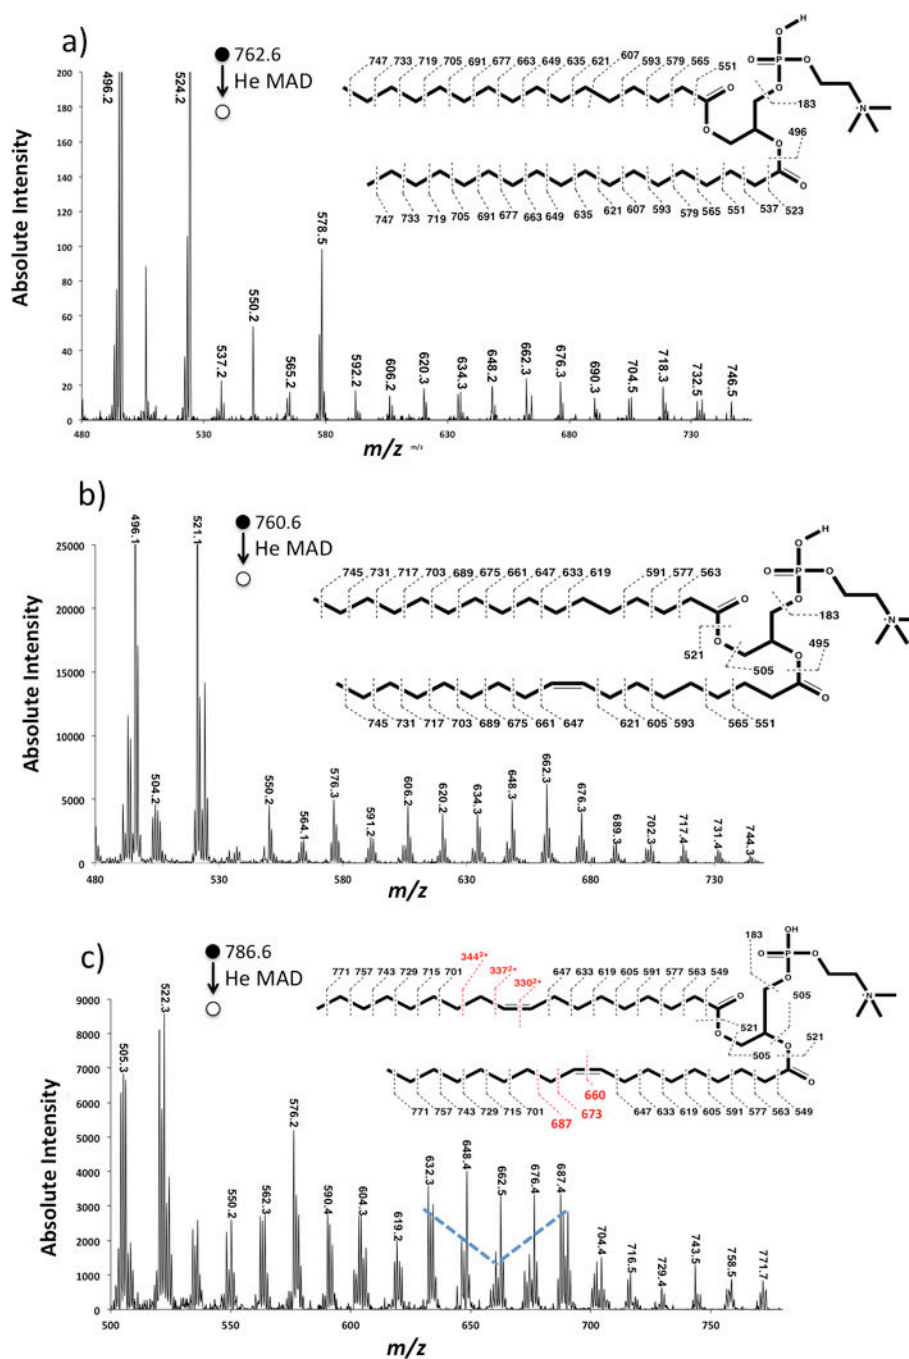 a)
762.6
He MAD
747 733 719 705 691 677 663 649 635 621 607 593 579 565 551
O
O
O
O
O
P
O
H
O
N
183
496
747 733 719 705 691 677 663 649 635 621 607 593 579 565 551 537 523
Absolute Intensity
200
180
160
140
120
100
80
60
40
20
0
496.2
524.2
537.2
550.2
565.2
578.5
592.2
606.2
620.3
634.3
648.2
662.3
676.3
690.3
704.5
718.3
732.5
746.5
480 530 580 630 680 730
m/z m/z
b)
760.6
He MAD
745 731 717 703 689 675 661 647 633 619 591 577 563
O
O
O
O
O
P
O
H
O
N
183
521
505
495
745 731 717 703 689 675 661 647 621 605 593 565 551
Absolute Intensity
25000
20000
15000
10000
5000
0
496.1
504.2
521.1
550.2
564.1
576.3
591.2
606.2
620.2
634.3
648.3
662.3
676.3
689.3
702.3
717.4
731.4
744.3
480 530 580 630 680 730
m/z
c)
786.6
He MAD
771 757 743 729 715 701 344²⁺ 337²⁺ 330²⁺ 647 633 619 605 591 577 563 549
O
O
O
O
O
P
OH
O
N
183
505
521
505
521
771 757 743 729 715 701 687 673 660 647 633 619 605 591 577 563 549
Absolute Intensity
9000
8000
7000
6000
5000
4000
3000
2000
1000
0
505.3
522.3
550.2
562.3
576.2
590.4
604.3
619.2
632.3
648.4
662.5
676.4
687.4
704.4
716.5
729.4
743.5
758.5
771.7
500 550 600 650 700 750
m/z